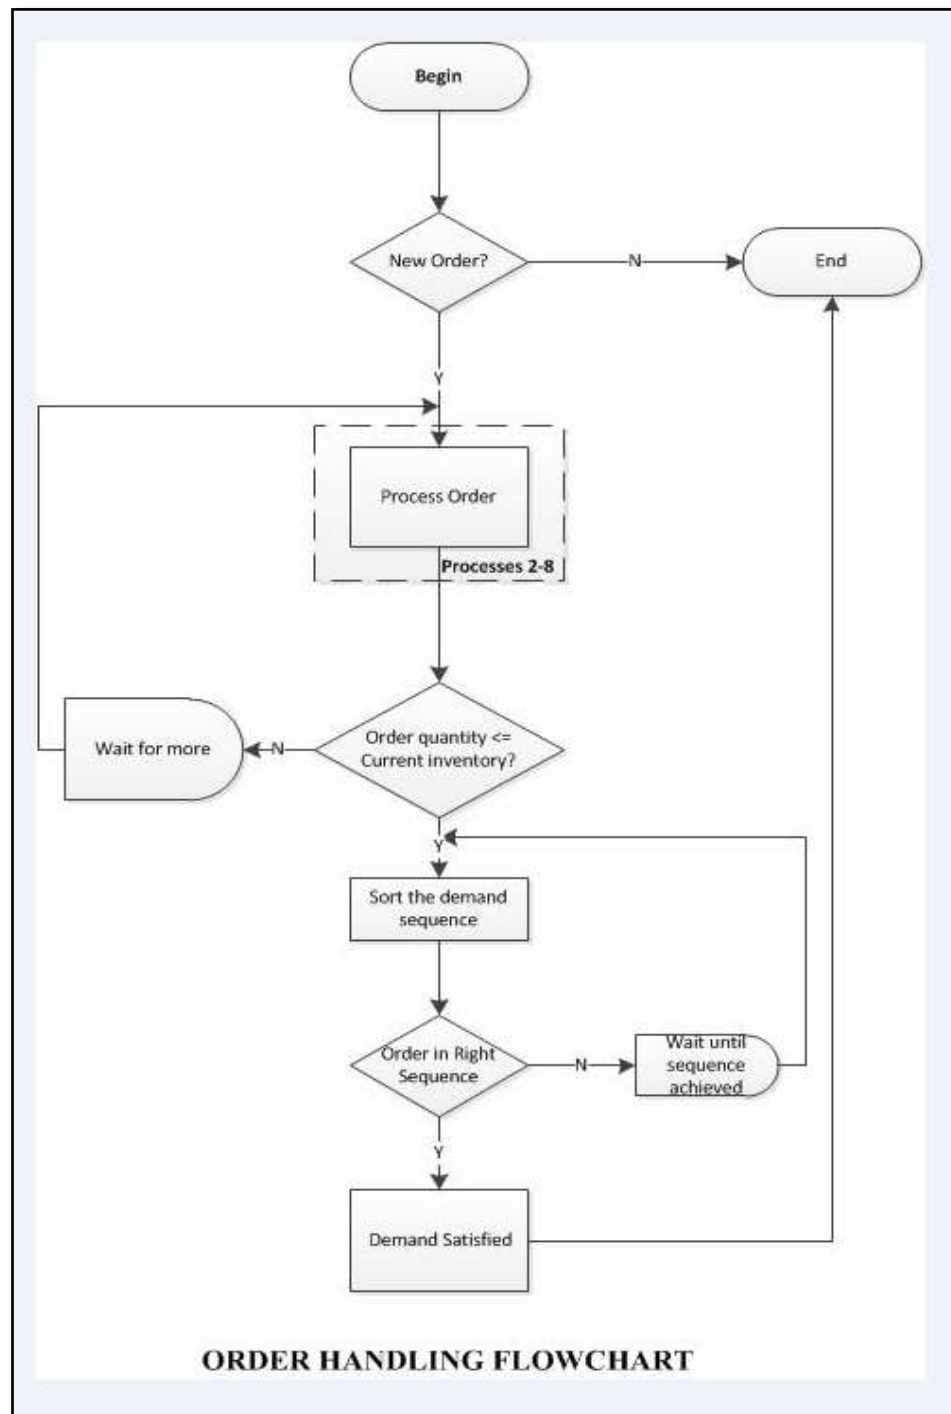 Begin
New Order?
N
End
Y
Process Order
Processes 2-8
Order quantity <=
Current inventory?
N
Wait for more
Y
Sort the demand
sequence
Order in Right
Sequence
N
Wait until
sequence
achieved
Y
Demand Satisfied
ORDER HANDLING FLOWCHART